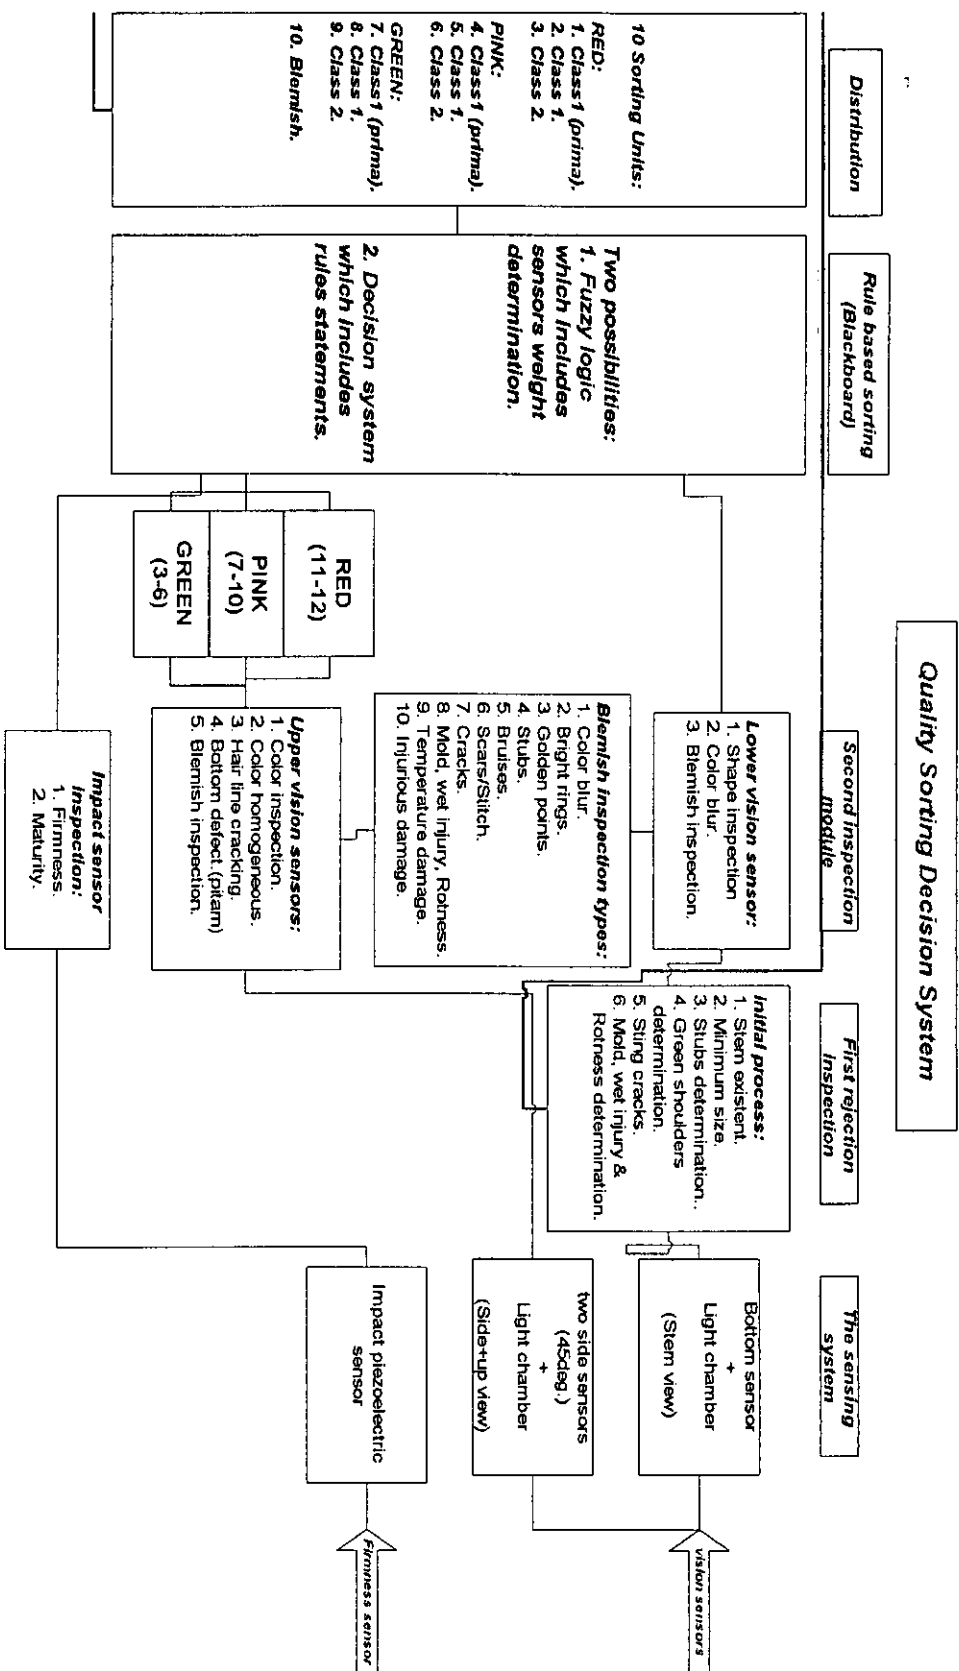 Quality Sorting Decision System
The sensing
system
First rejection
inspection
Second inspection
module
Rule based sorting
(Blackboard)
Distribution
vision sensors
Bottom sensor
+
Light chamber
(Stem view)
two side sensors
(45deg.)
+
Light chamber
(Side+up view)
Firmness sensor
Impact piezoelectric
sensor
Initial process:
1. Stem existent.
2. Minimum size.
3. Stubs determination..
4. Green shoulders
determination.
5. Sting cracks.
6. Mold, wet injury &
Rotness determination.
Lower vision sensor:
1. Shape inspection
2. Color blur.
3. Blemish inspection.
Blemish inspection types:
1. Color blur.
2. Bright rings.
3. Golden points.
4. Stubs.
5. Bruises.
6. Scars/Stitch.
7. Cracks.
8. Mold, wet injury, Rotness.
9. Temperature damage.
10. Injurious damage.
Upper vision sensors:
1. Color inspection.
2. Color homogeneous.
3. Hair line cracking.
4. Bottom defect.(pitam)
5. Blemish inspection.
Impact sensor
inspection:
1. Firmness.
2. Maturity.
RED
(11-12)
PINK
(7-10)
GREEN
(3-6)
Two possibilities:
1. Fuzzy logic
which includes
sensors weight
determination.
2. Decision system
which includes
rules statements.
10 Sorting Units:
RED:
1. Class1 (prima).
2. Class 1.
3. Class 2.
PINK:
4. Class1 (prima).
5. Class 1.
6. Class 2.
GREEN:
7. Class1 (prima).
8. Class 1.
9. Class 2.
10. Blemish.